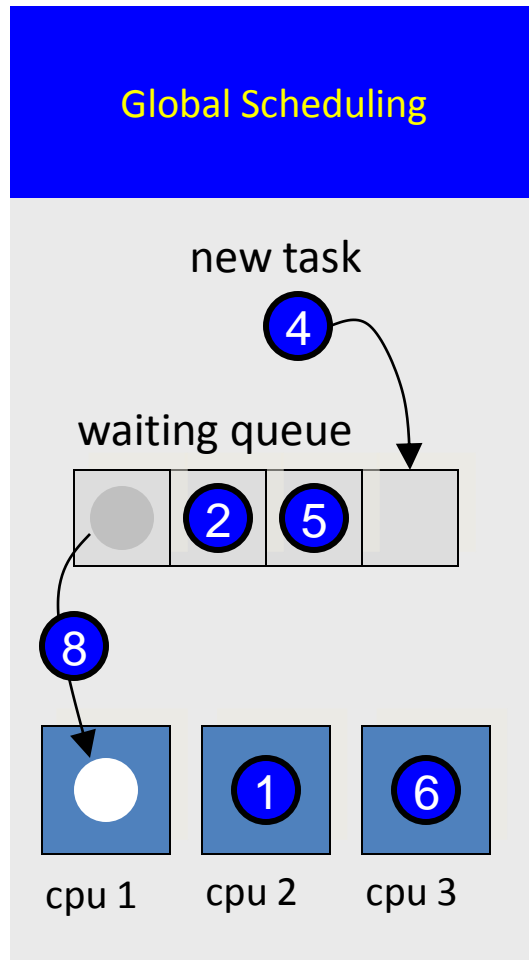 Global Scheduling
new task
4
waiting queue
2 5
8
1 6
cpu 1 cpu 2 cpu 3